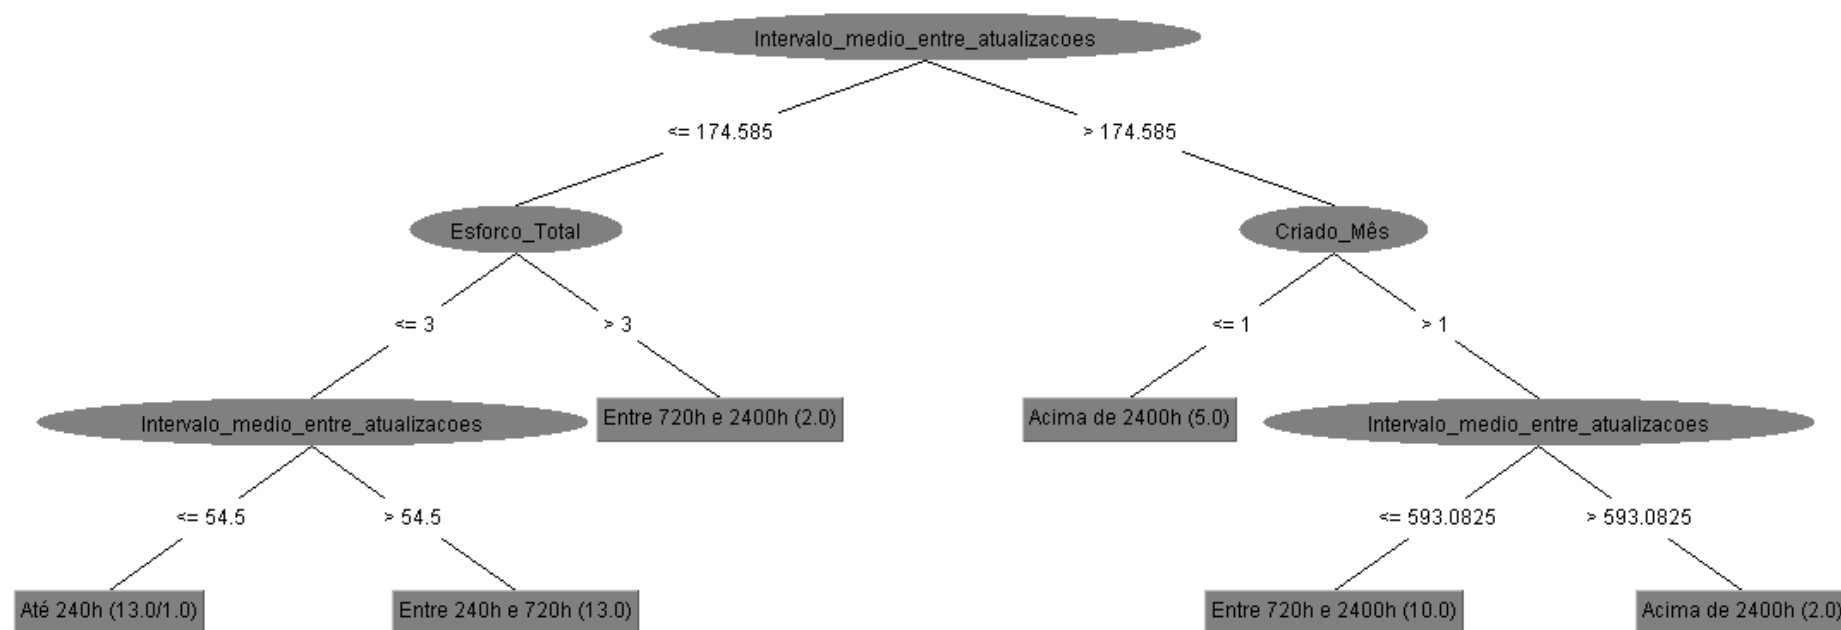 Intervalo_medio_entre_atualizacoes
<= 174.585
> 174.585
Esforco_Total
Criado_Mês
<= 3
> 3
<= 1
> 1
Intervalo_medio_entre_atualizacoes
Entre 720h e 2400h (2.0)
Acima de 2400h (5.0)
Intervalo_medio_entre_atualizacoes
<= 54.5
> 54.5
<= 593.0825
> 593.0825
Até 240h (13.0/1.0)
Entre 240h e 720h (13.0)
Entre 720h e 2400h (10.0)
Acima de 2400h (2.0)